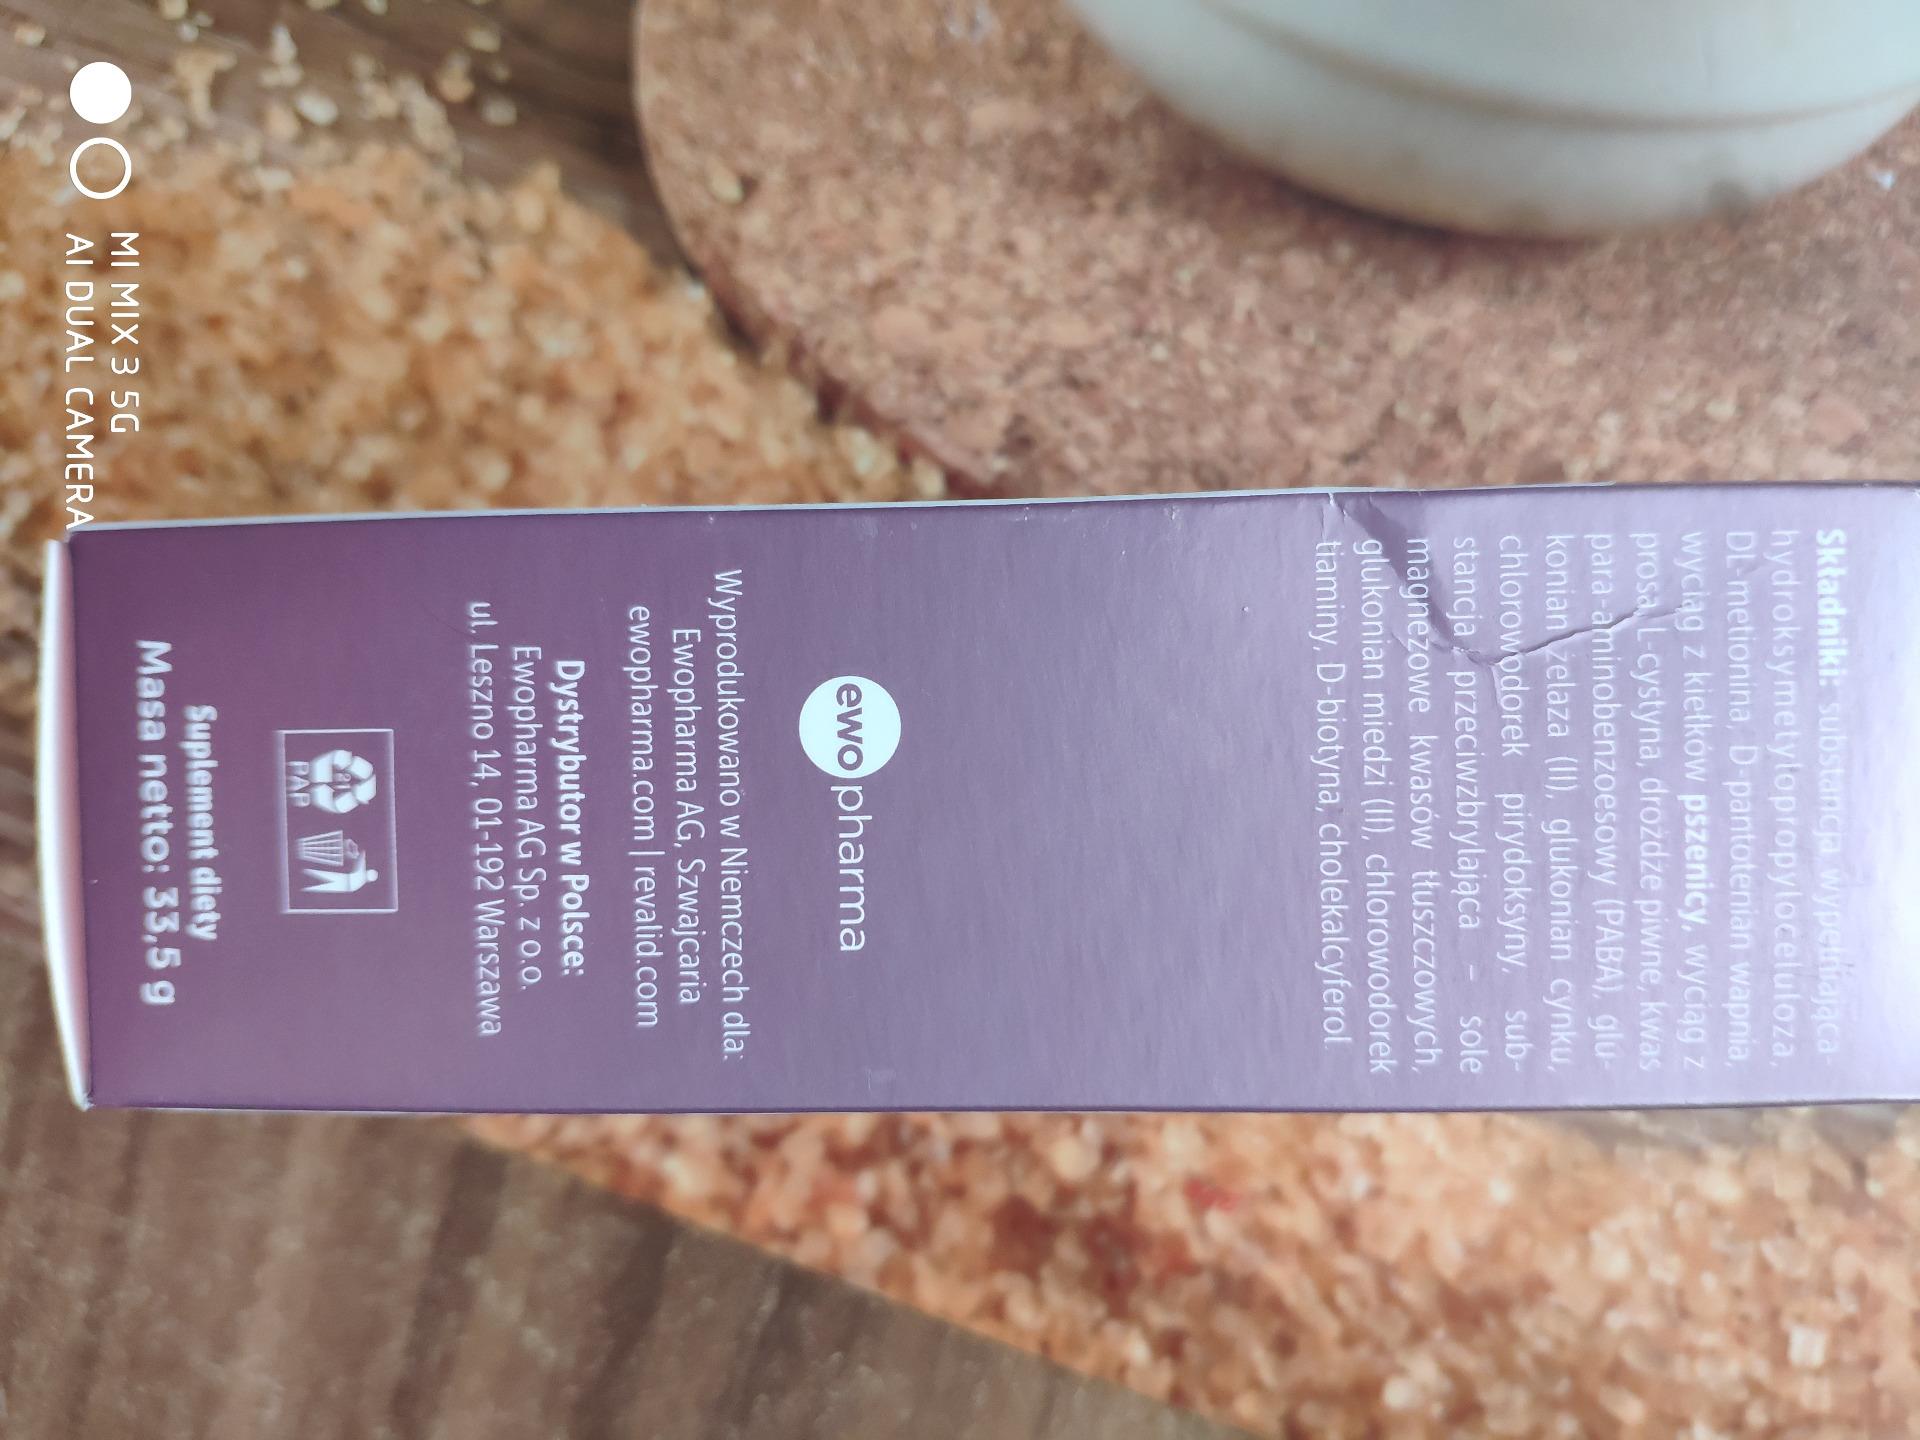 Składniki: substancja wypełniająca -
hydroksymetylopropyloceluloza,
DL-metionina, D-pantotenian wapnia,
wyciąg z kiełków pszenicy, wyciąg z
prosa, L-cystyna, drożdże piwne, kwas
para-aminobenzoesowy (PABA), glu-
konian żelaza (II), glukonian cynku,
chlorowodorek pirydoksyny, sub-
stancja przeciwzbrylająca – sole
magnezowe kwasów tłuszczowych,
glukonian miedzi (II), chlorowodorek
tiaminy, D-biotyna, cholekalcyferol.
ewopharma
Wyprodukowano w Niemczech dla:
Ewopharma AG, Szwajcaria
ewopharma.com | revalid.com
Dystrybutor w Polsce:
Ewopharma AG Sp. z o.o.
ul. Leszno 14, 01-192 Warszawa
21
PAP
Suplement diety
Masa netto: 33,5 g
MI MIX 3 5G
AI DUAL CAMERA